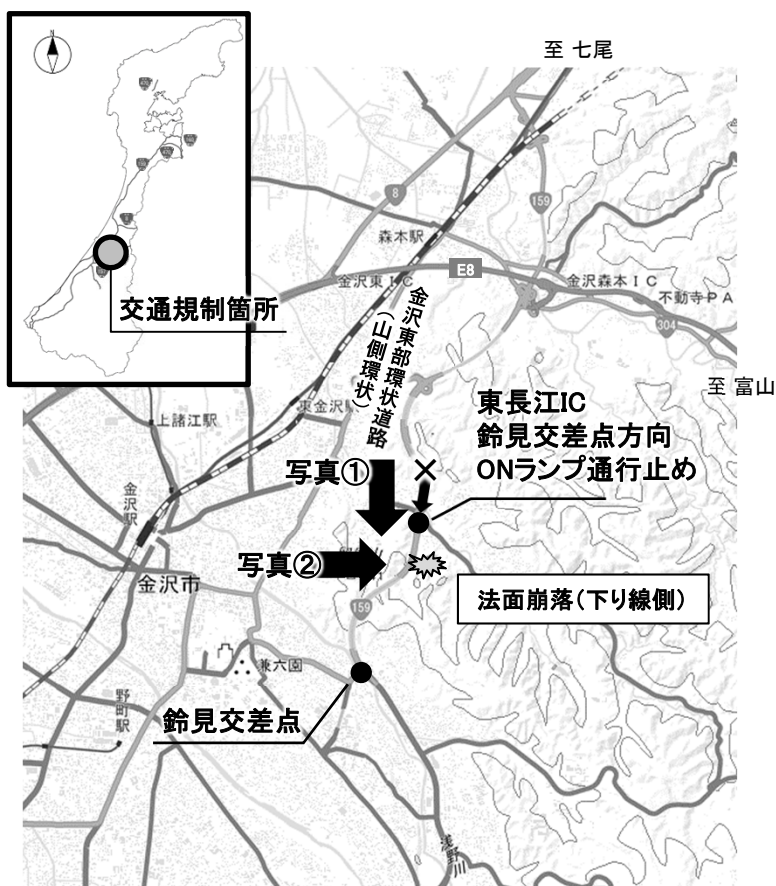 至 七尾
交通規制箇所
8
159
森本駅
金沢東IC
E8
金沢森本IC
不動寺PA
304
金沢東部環状道路
(山側環状)
至 富山
東金沢駅
上諸江駅
東長江IC
鈴見交差点方向
ONランプ通行止め
写真①
×
金沢駅
写真②
金沢市
法面崩落(下り線側)
159
兼六園
野町駅
鈴見交差点
浅野川